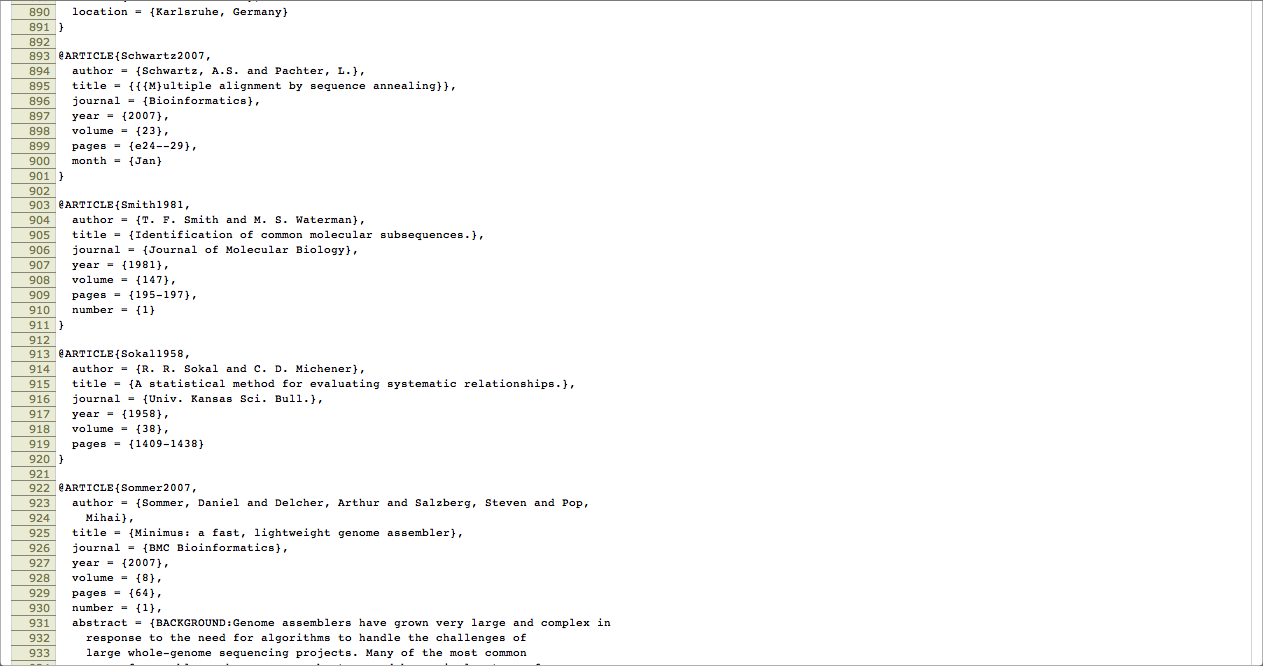 890 location = {Karlsruhe, Germany}
891 }
892
893 @ARTICLE{Schwartz2007,
894 author = {Schwartz, A.S. and Pachter, L.},
895 title = {{{M}ultiple alignment by sequence annealing}},
896 journal = {Bioinformatics},
897 year = {2007},
898 volume = {23},
899 pages = {e24--29},
900 month = {Jan}
901 }
902
903 @ARTICLE{Smith1981,
904 author = {T. F. Smith and M. S. Waterman},
905 title = {Identification of common molecular subsequences.},
906 journal = {Journal of Molecular Biology},
907 year = {1981},
908 volume = {147},
909 pages = {195-197},
910 number = {1}
911 }
912
913 @ARTICLE{Sokal1958,
914 author = {R. R. Sokal and C. D. Michener},
915 title = {A statistical method for evaluating systematic relationships.},
916 journal = {Univ. Kansas Sci. Bull.},
917 year = {1958},
918 volume = {38},
919 pages = {1409-1438}
920 }
921
922 @ARTICLE{Sommer2007,
923 author = {Sommer, Daniel and Delcher, Arthur and Salzberg, Steven and Pop,
924 Mihai},
925 title = {Minimus: a fast, lightweight genome assembler},
926 journal = {BMC Bioinformatics},
927 year = {2007},
928 volume = {8},
929 pages = {64},
930 number = {1},
931 abstract = {BACKGROUND:Genome assemblers have grown very large and complex in
932 response to the need for algorithms to handle the challenges of
933 large whole-genome sequencing projects. Many of the most common